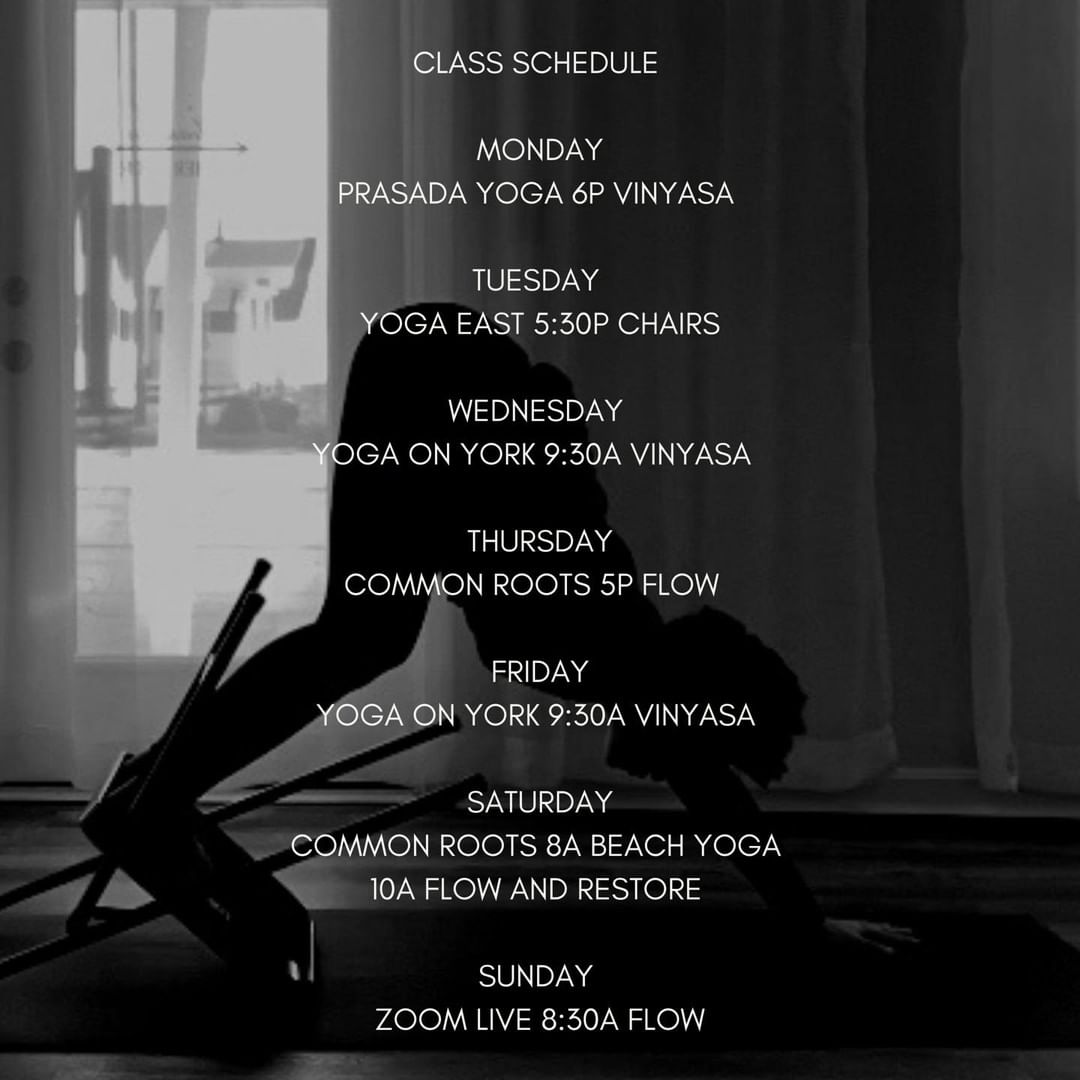 CLASS SCHEDULE
MONDAY
PRASADA YOGA 6P VINYASA
TUESDAY
YOGA EAST 5:30P CHAIRS
WEDNESDAY
YOGA ON YORK 9:30A VINYASA
THURSDAY
COMMON ROOTS 5P FLOW
FRIDAY
YOGA ON YORK 9:30A VINYASA
SATURDAY
COMMON ROOTS 8A BEACH YOGA
10A FLOW AND RESTORE
SUNDAY
ZOOM LIVE 8:30A FLOW